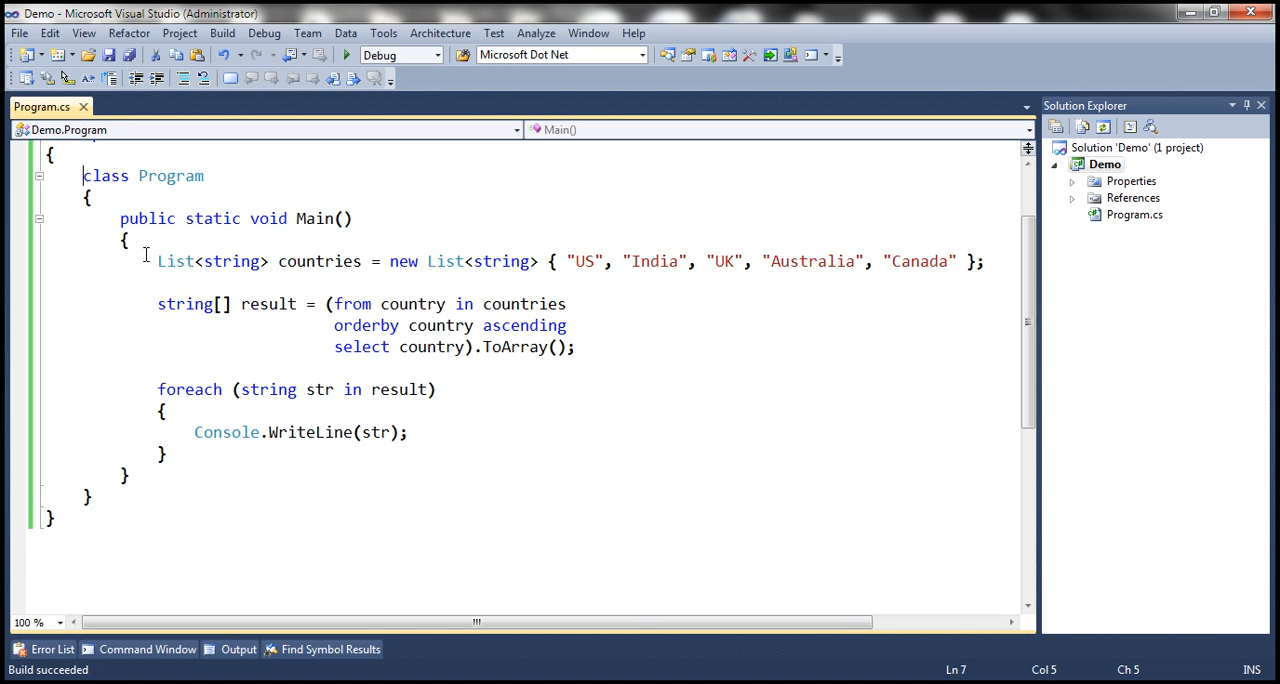 Demo - Microsoft Visual Studio (Administrator)
File Edit View Refactor Project Build Debug Team Data Tools Architecture Test Analyze Window Help
Debug Microsoft Dot Net
Program.cs
Solution Explorer
Demo.Program Main()
Solution 'Demo' (1 project)
Demo
Properties
References
Program.cs
{
class Program
{
public static void Main()
{
List<string> countries = new List<string> { "US", "India", "UK", "Australia", "Canada" };
string[] result = (from country in countries
orderby country ascending
select country).ToArray();
foreach (string str in result)
{
Console.WriteLine(str);
}
}
}
}
100 %
Error List Command Window Output Find Symbol Results
Build succeeded Ln 7 Col 5 Ch 5 INS